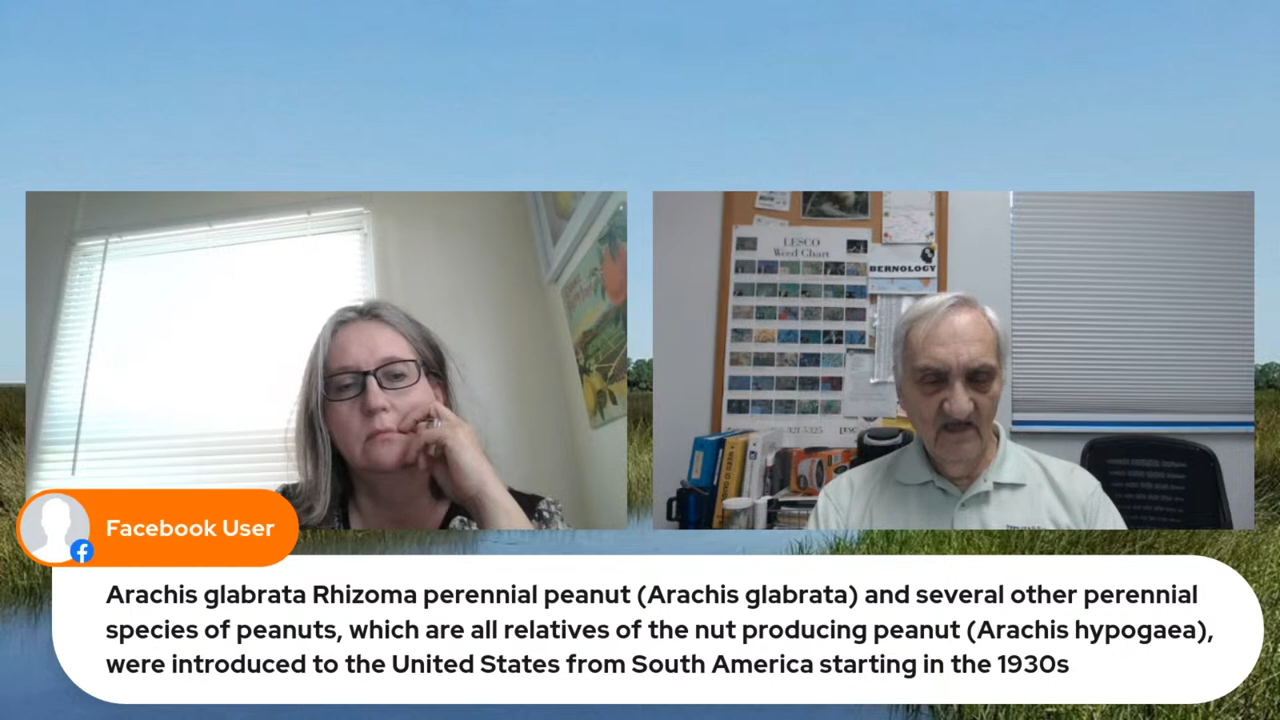 LESCO
Weed Chart
BERNOLOGY
Facebook User
Arachis glabrata Rhizoma perennial peanut (Arachis glabrata) and several other perennial
species of peanuts, which are all relatives of the nut producing peanut (Arachis hypogaea),
were introduced to the United States from South America starting in the 1930s